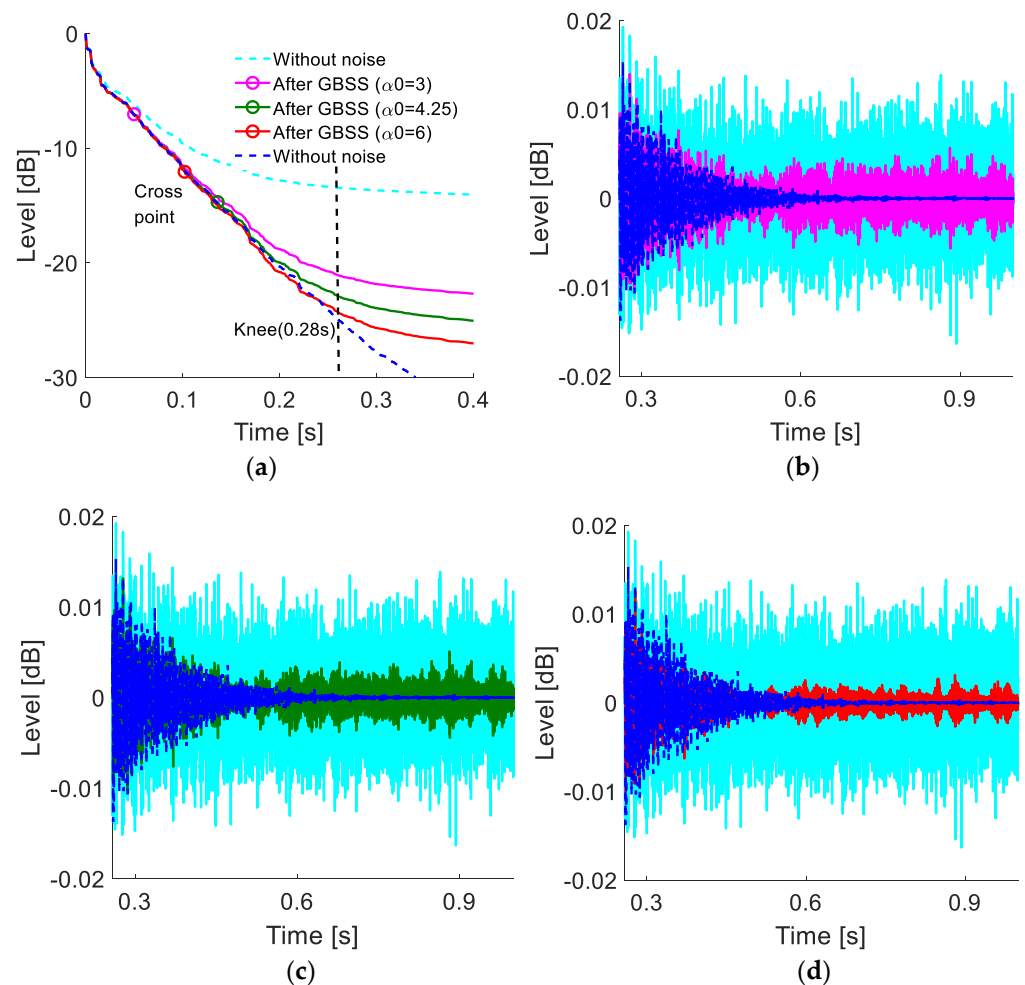 0
-10
-20
-30
Level [dB]
0 0.1 0.2 0.3 0.4
Time [s]
Without noise
After GBSS (α0=3)
After GBSS (α0=4.25)
After GBSS (α0=6)
Without noise
Cross
point
Knee(0.28s)
(a)
0.02
0.01
0
-0.01
-0.02
Level [dB]
0.3 0.6 0.9
Time [s]
(b)
0.02
0.01
0
-0.01
-0.02
Level [dB]
0.3 0.6 0.9
Time [s]
(c)
0.02
0.01
0
-0.01
-0.02
Level [dB]
0.3 0.6 0.9
Time [s]
(d)